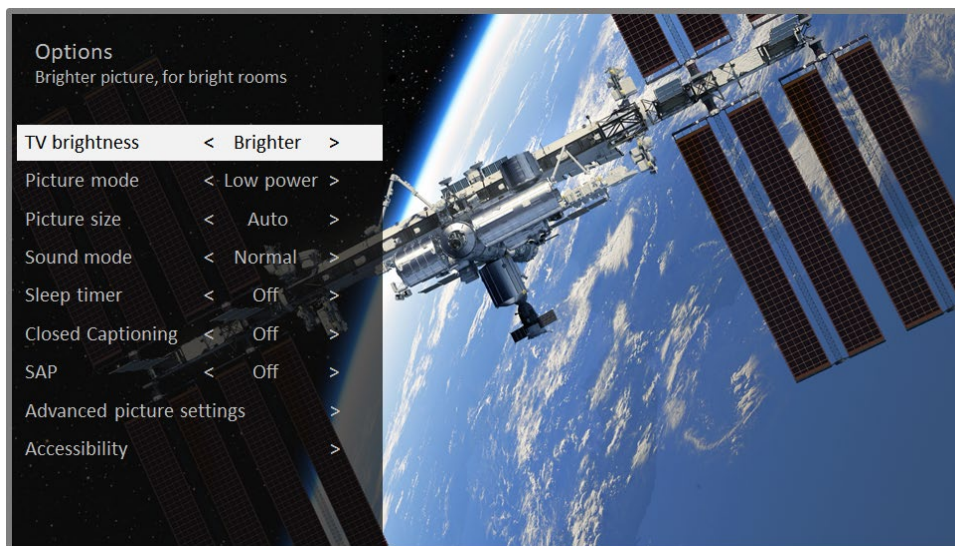 Options
Brighter picture, for bright rooms
TV brightness < Brighter >
Picture mode < Low power >
Picture size < Auto >
Sound mode < Normal >
Sleep timer < Off >
Closed Captioning < Off >
SAP < Off >
Advanced picture settings >
Accessibility >